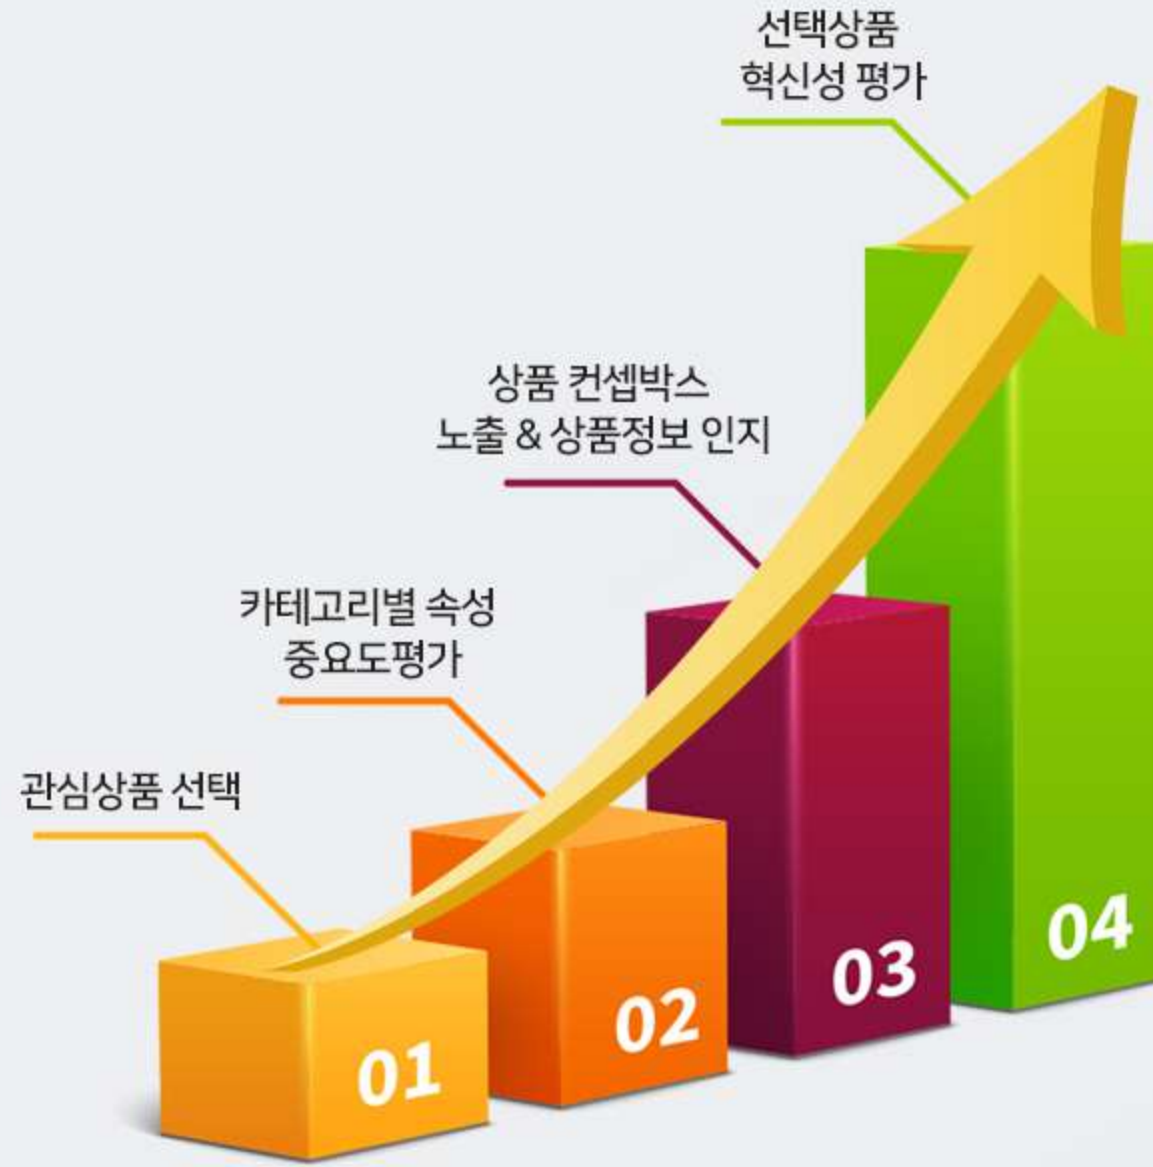 선택상품
혁신성 평가
상품 컨셉박스
노출 & 상품정보 인지
카테고리별 속성
중요도평가
관심상품 선택
01
02
03
04